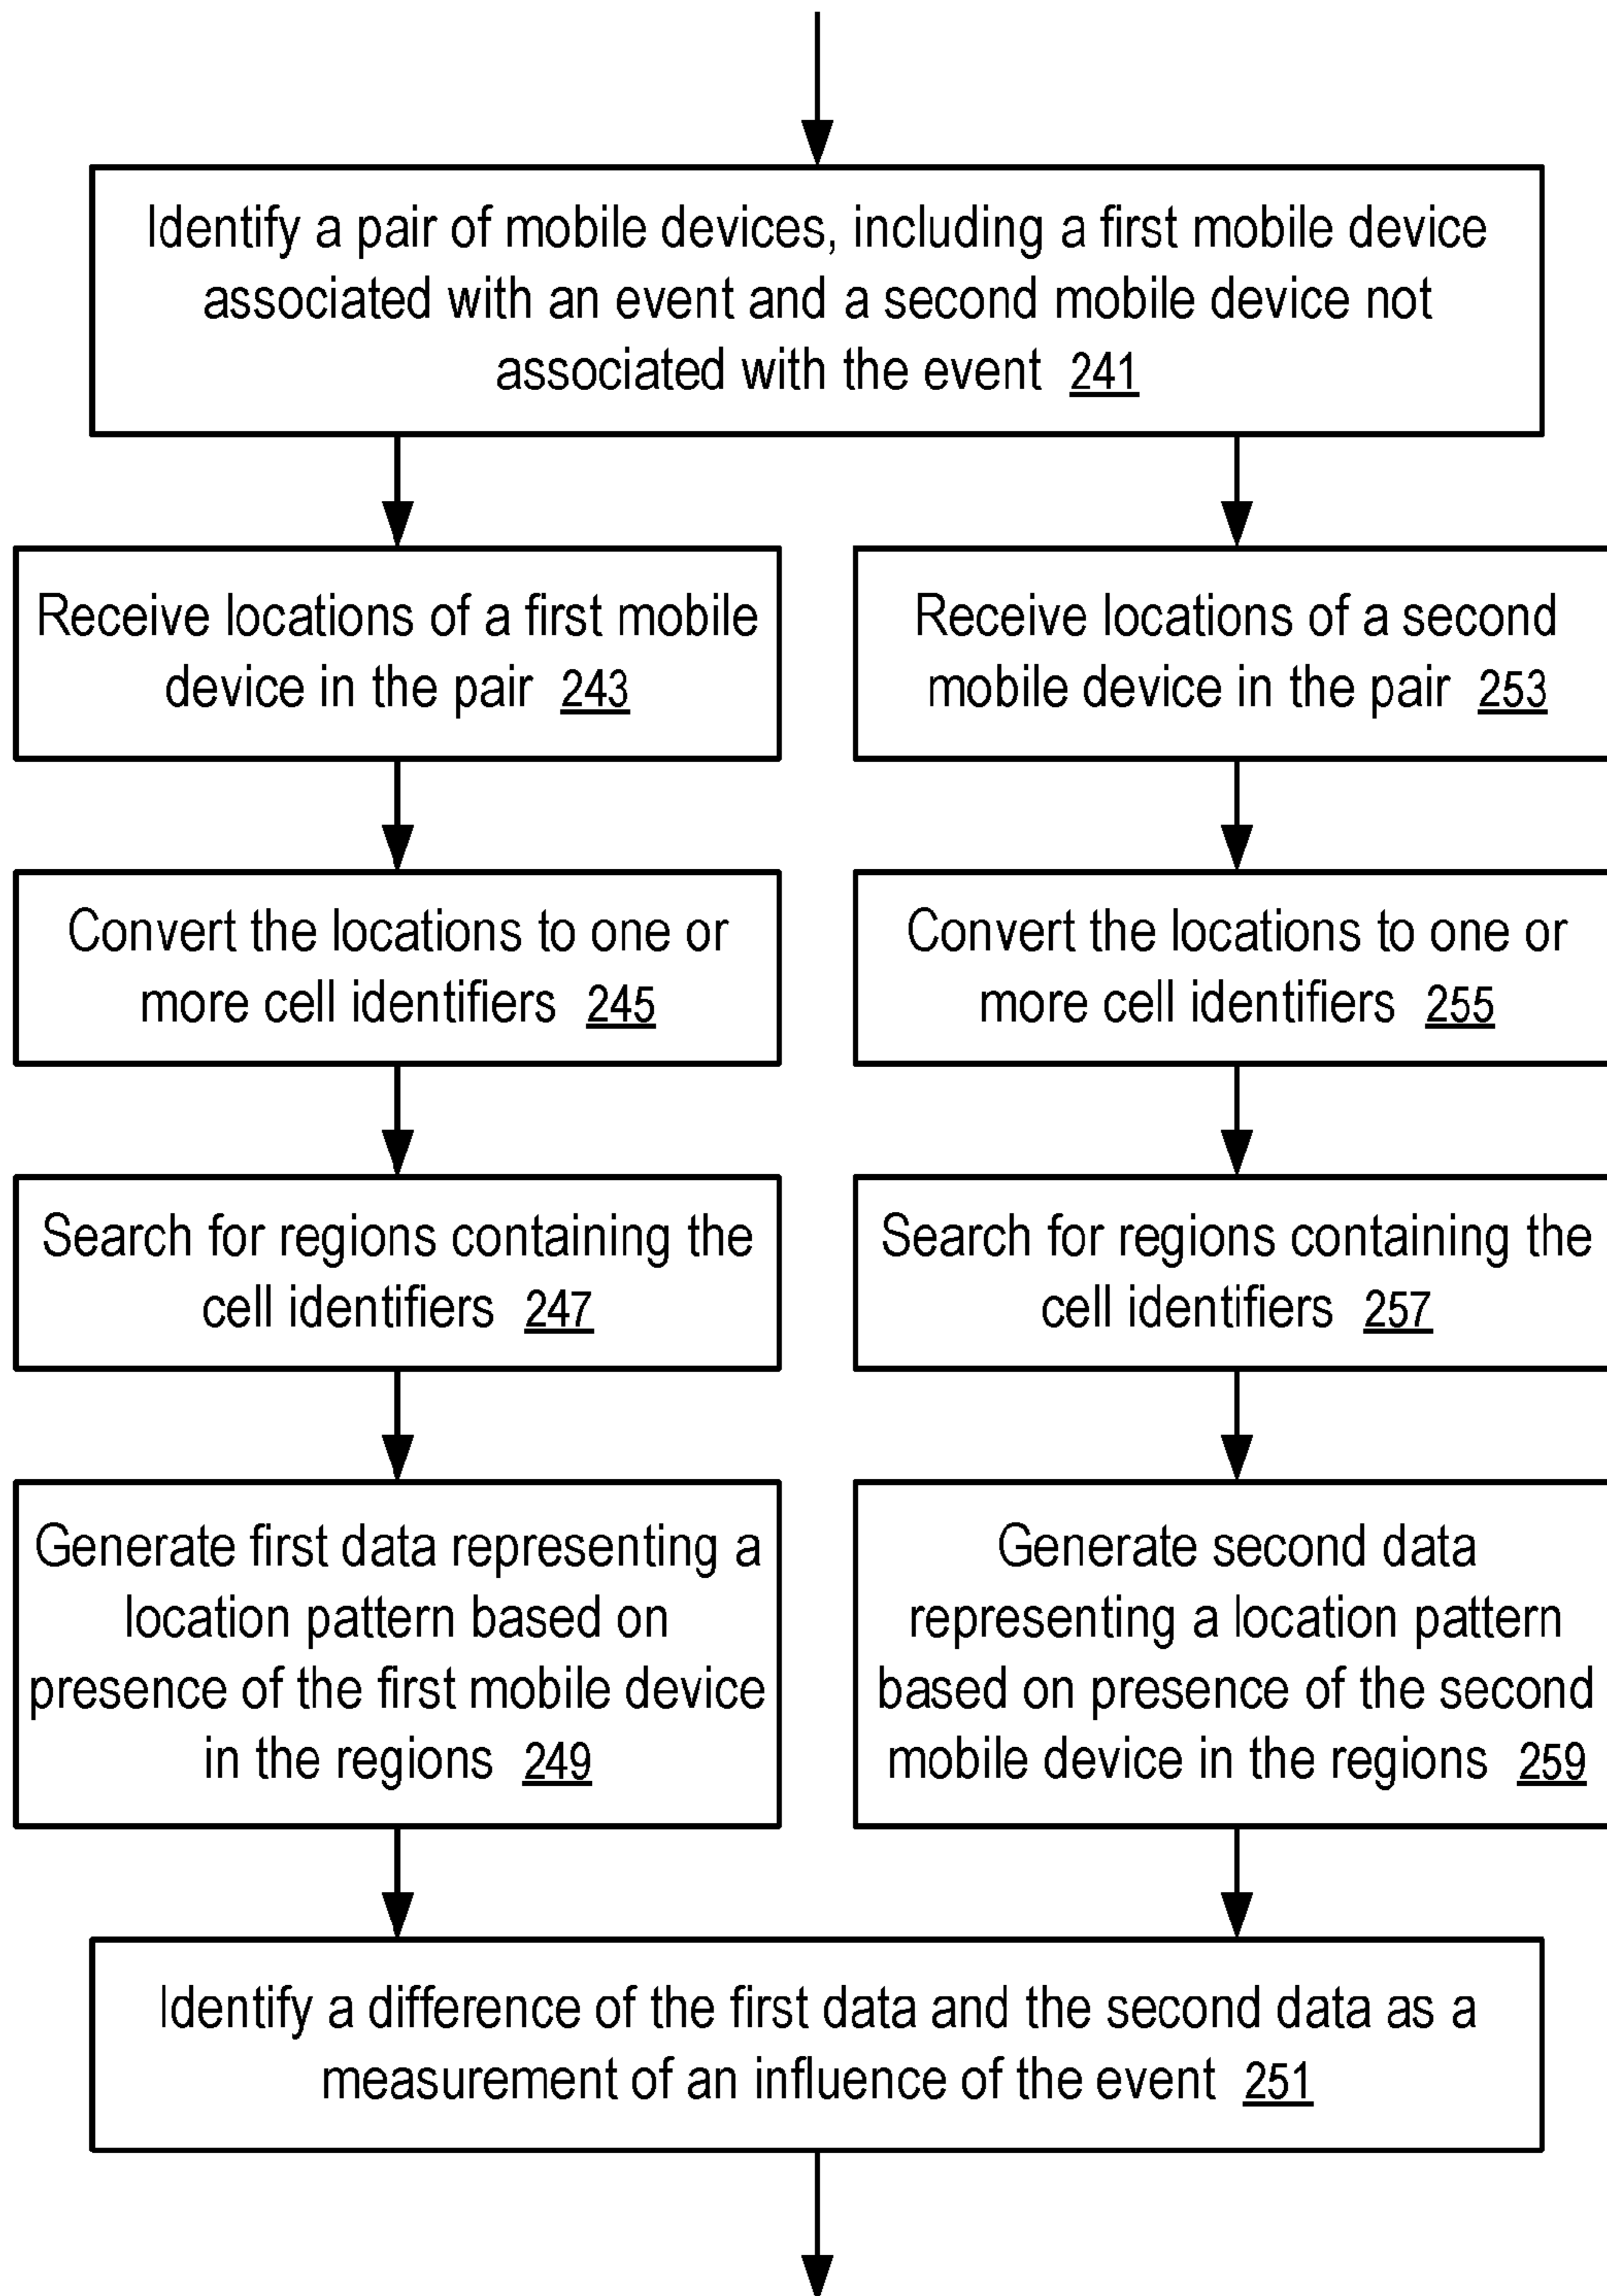 Identify a pair of mobile devices, including a first mobile device
associated with an event and a second mobile device not
associated with the event 241
Receive locations of a first mobile
device in the pair 243
Receive locations of a second
mobile device in the pair 253
Convert the locations to one or
more cell identifiers 245
Convert the locations to one or
more cell identifiers 255
Search for regions containing the
cell identifiers 247
Search for regions containing the
cell identifiers 257
Generate first data representing a
location pattern based on
presence of the first mobile device
in the regions 249
Generate second data
representing a location pattern
based on presence of the second
mobile device in the regions 259
Identify a difference of the first data and the second data as a
measurement of an influence of the event 251